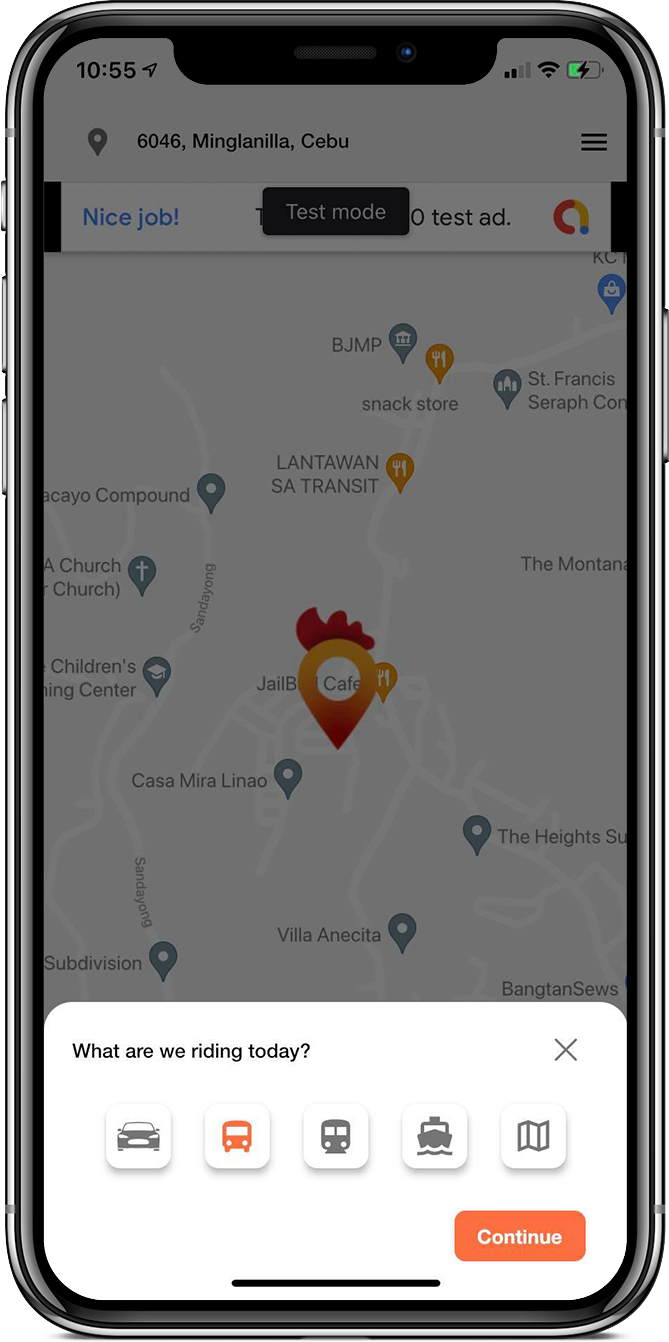 10:55
6046, Minglanilla, Cebu
Nice job!
Test mode
0 test ad.
KC
BJMP
snack store
St. Francis
Seraph Con
LANTAWAN
SA TRANSIT
acayo Compound
A Church
r Church)
The Montana
Sandayong
Children's
ning Center
JailB
Cafe
Casa Mira Linao
The Heights Su
Sandayong
Villa Anecita
Subdivision
BangtanSews
What are we riding today?
Continue